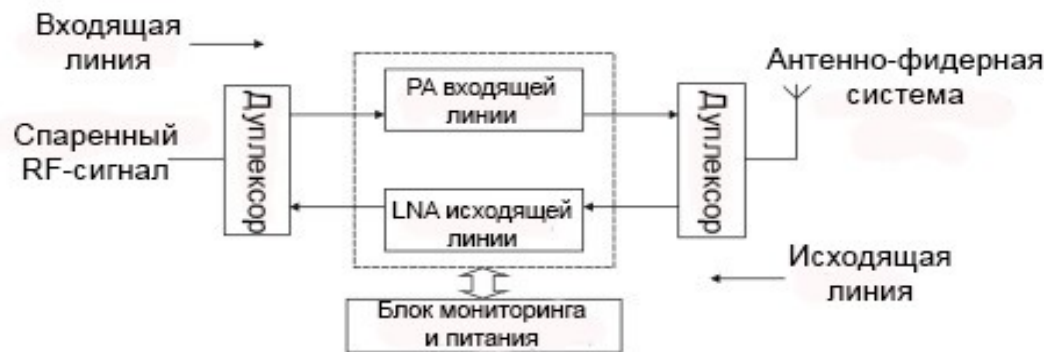 Входящая
линия
Спаренный
RF-сигнал
Дуплексор
PA входящей
линии
LNA исходящей
линии
Блок мониторинга
и питания
Дуплексор
Антенно-фидерная
система
Исходящая
линия